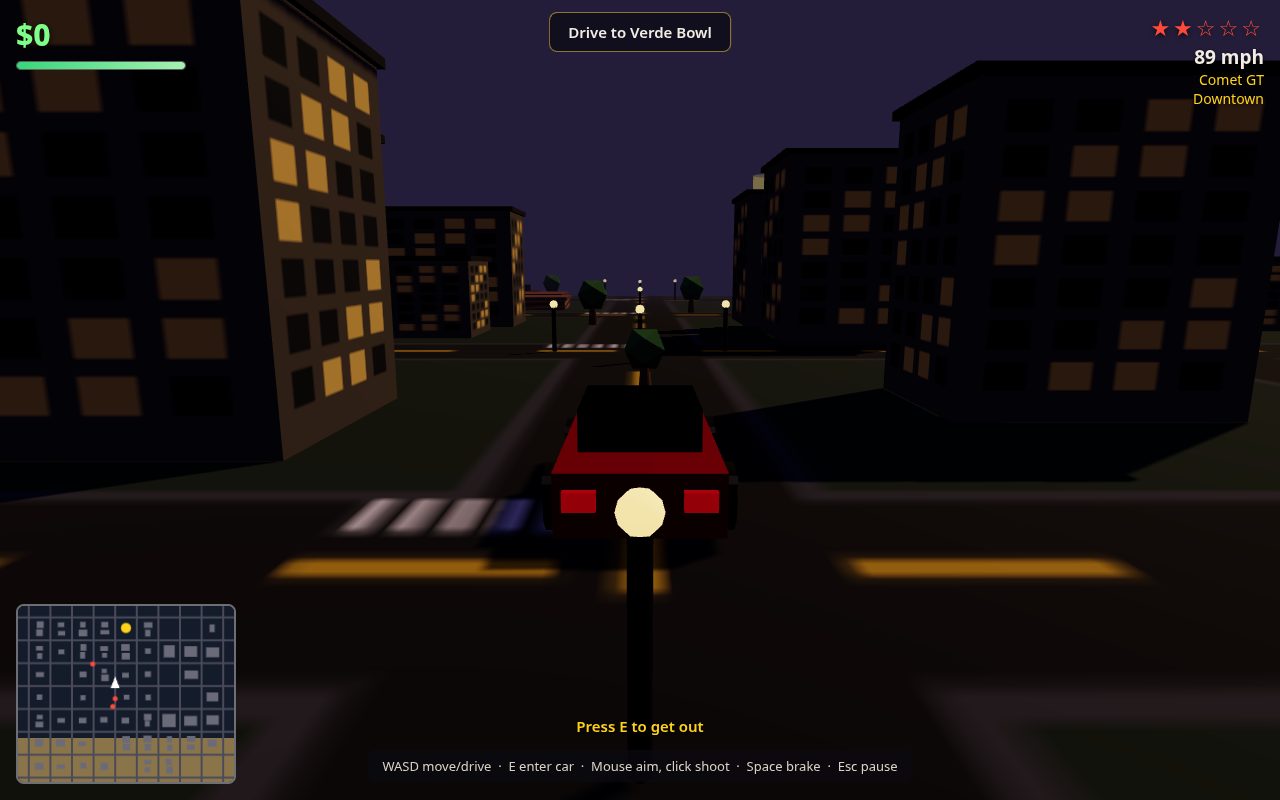 $0
Drive to Verde Bowl
★★☆☆☆
89 mph
Comet GT
Downtown
Press E to get out
WASD move/drive · E enter car · Mouse aim, click shoot · Space brake · Esc pause